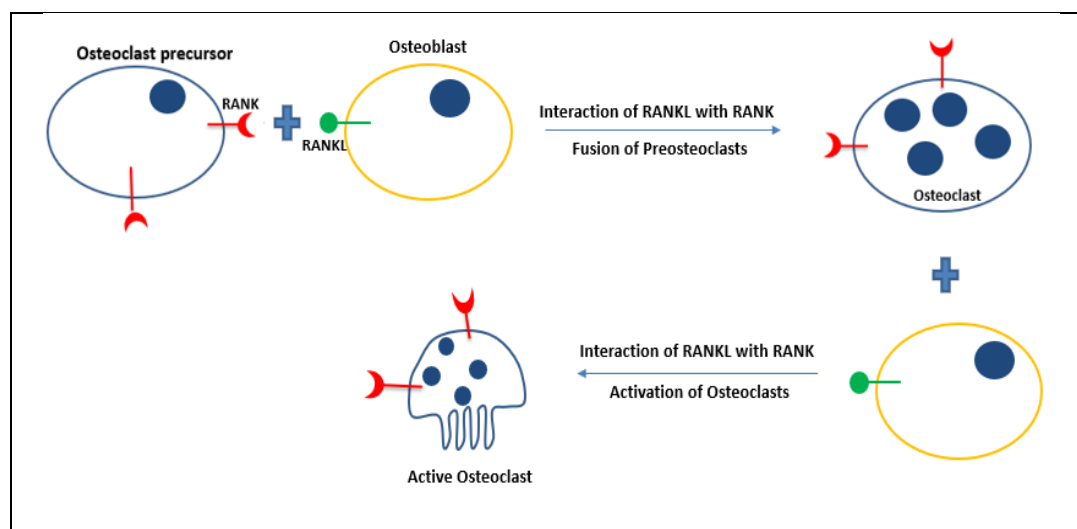 Osteoclast precursor
Osteoblast
RANK
RANKL
Interaction of RANKL with RANK
Fusion of Preosteoclasts
Osteoclast
Interaction of RANKL with RANK
Activation of Osteoclasts
Active Osteoclast